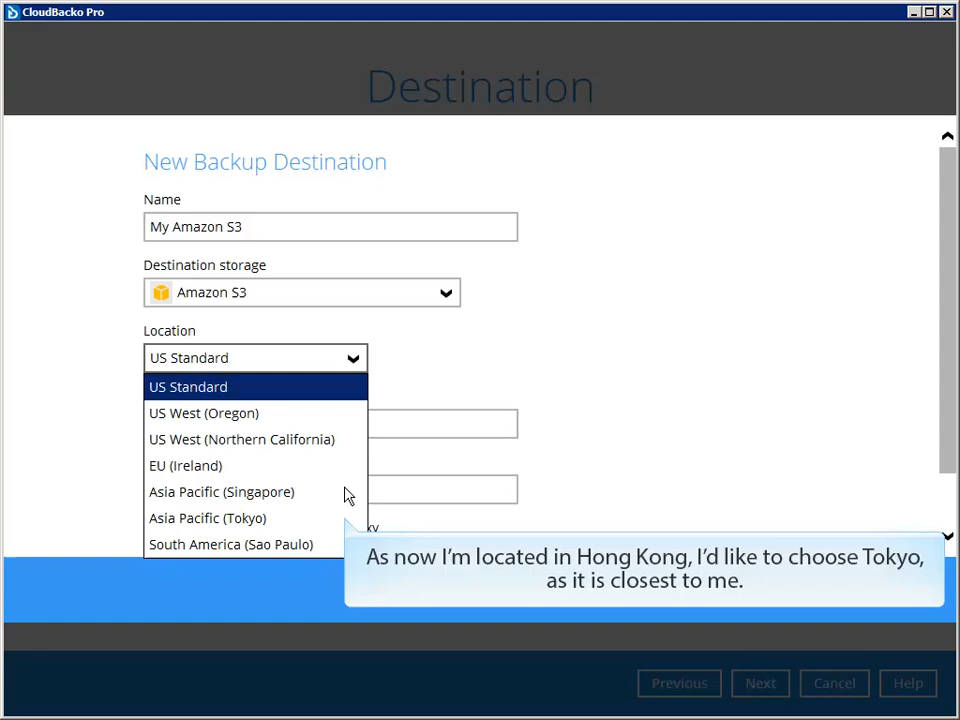 CloudBacko Pro
Destination
New Backup Destination
Name
My Amazon S3
Destination storage
Amazon S3
Location
US Standard
US Standard
US West (Oregon)
US West (Northern California)
EU (Ireland)
Asia Pacific (Singapore)
Asia Pacific (Tokyo)
South America (Sao Paulo)
As now I'm located in Hong Kong, I'd like to choose Tokyo,
as it is closest to me.
Previous
Next
Cancel
Help